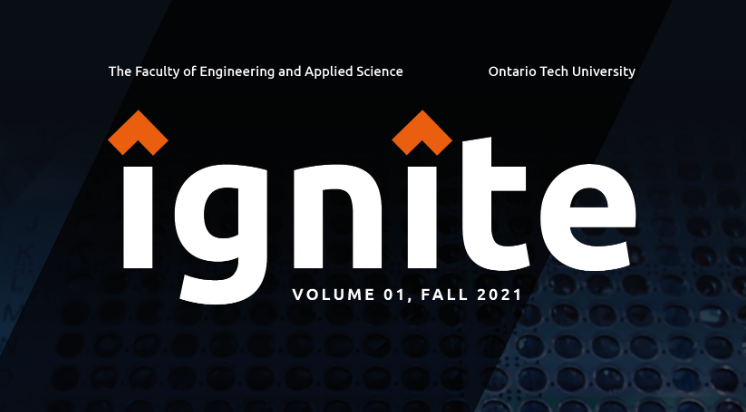 The Faculty of Engineering and Applied Science
Ontario Tech University
ignite
VOLUME 01, FALL 2021